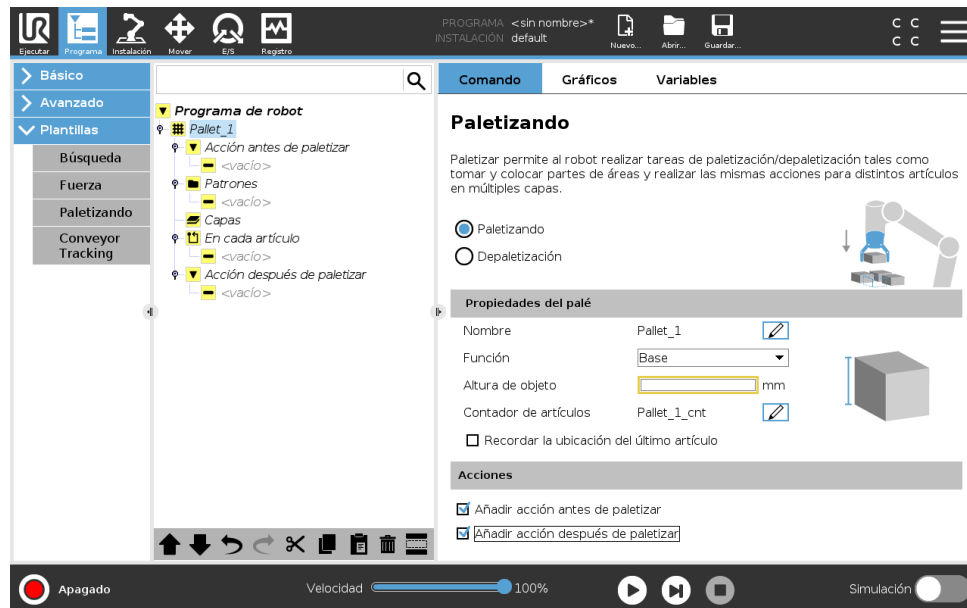 PROGRAMA <sin nombre>*
INSTALACIÓN default
UR
Ejecutar
Programa
Instalación
Mover
E/S
Registro
Nuevo...
Abrir...
Guardar...
C C
C C
Básico
Avanzado
Plantillas
Búsqueda
Fuerza
Paletizando
Conveyor
Tracking
Programa de robot
Pallet_1
Acción antes de paletizar
<vacío>
Patrones
<vacío>
Capas
En cada artículo
<vacío>
Acción después de paletizar
<vacío>
Comando Gráficos Variables
Paletizando
Paletizar permite al robot realizar tareas de paletización/depaletización tales como
tomar y colocar partes de áreas y realizar las mismas acciones para distintos artículos
en múltiples capas.
Paletizando
Depaletización
Propiedades del palé
Nombre Pallet_1
Función Base
Altura de objeto mm
Contador de artículos Pallet_1_cnt
Recordar la ubicación del último artículo
Acciones
Añadir acción antes de paletizar
Añadir acción después de paletizar
Apagado
Velocidad 100%
Simulación